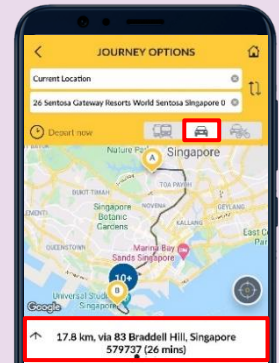 JOURNEY OPTIONS
Current Location
26 Sentosa Gateway Resorts World Sentosa Singapore 0
Depart now
Nature
A
Singapore
BUKIT TIMAH
TOA PAYOH
Singapore
Botanic
Gardens
NOVENA
GEYLANG
KALLANG
East C
Pa
QUEENSTOWN
Marina Bay
Sands Singapore
10+
Universal
Singapore
B
Google
17.8 km, via 83 Braddell Hill, Singapore
579737 (26 mins)